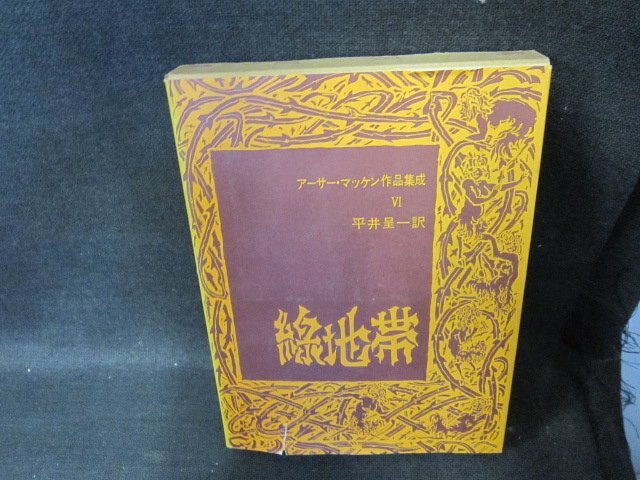 アーサー・マッケン作品集成
VI
平井呈一訳
緑地帯